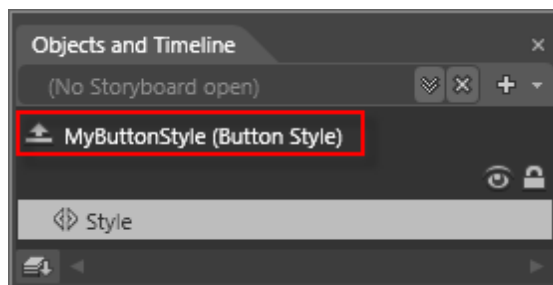 Objects and Timeline
(No Storyboard open)
MyButtonStyle (Button Style)
Style